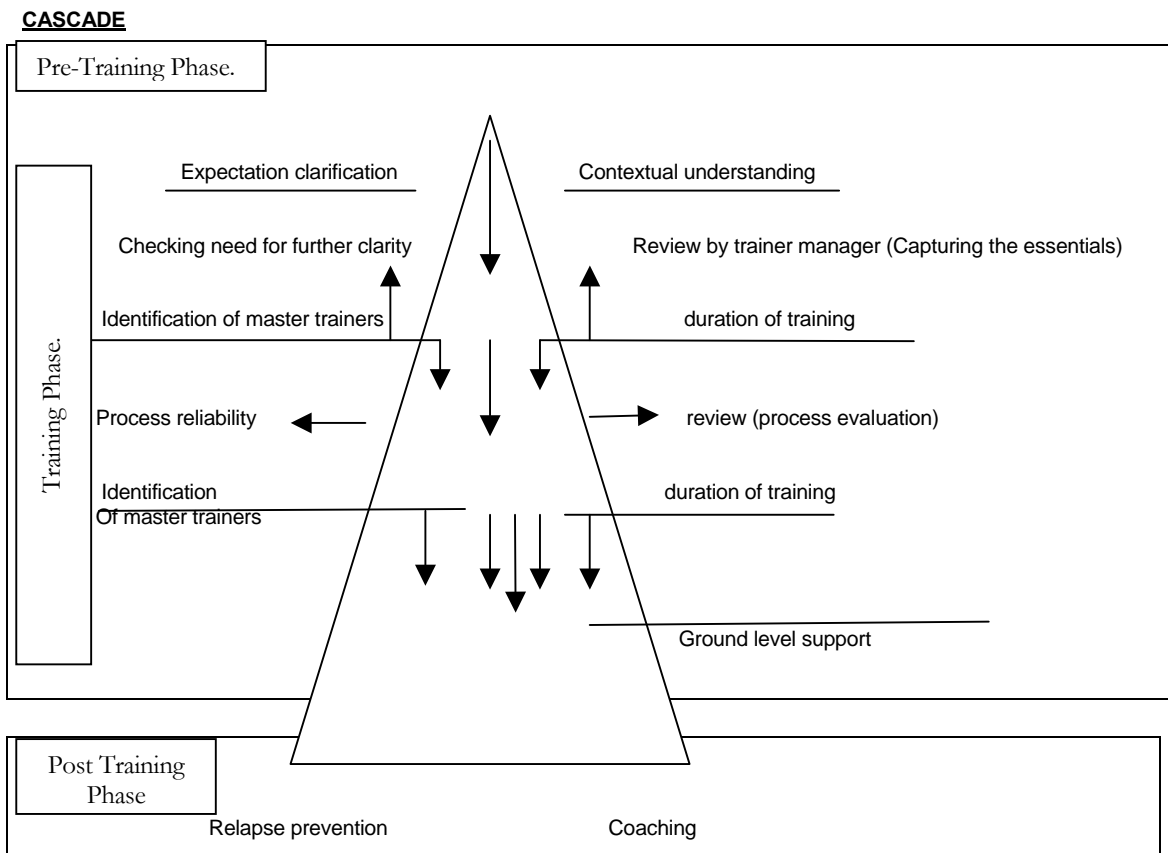 CASCADE
Pre-Training Phase.
Expectation clarification
Contextual understanding
Checking need for further clarity
Review by trainer manager (Capturing the essentials)
Identification of master trainers
duration of training
Training Phase.
Process reliability
review (process evaluation)
Identification
Of master trainers
duration of training
Ground level support
Post Training
Phase
Relapse prevention
Coaching